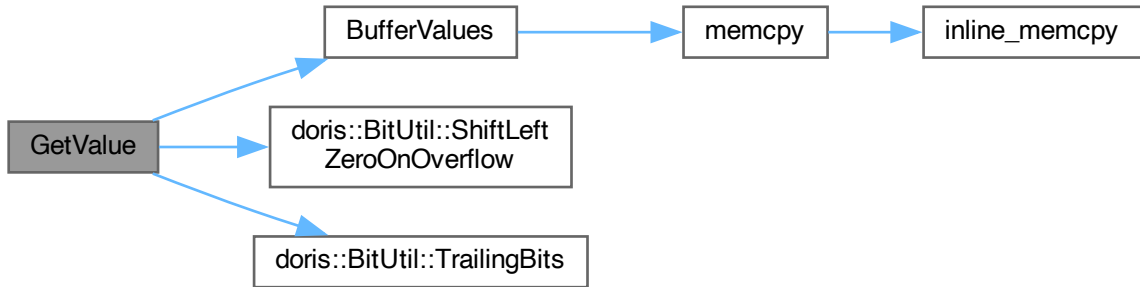 BufferValues
memcpy
inline_memcpy
GetValue
doris::BitUtil::ShiftLeft
ZeroOnOverflow
doris::BitUtil::TrailingBits